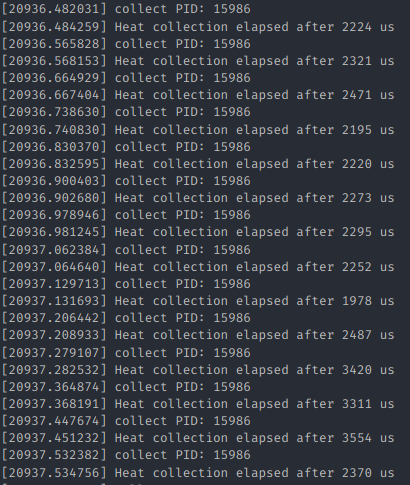 [20936.482031] collect PID: 15986
[20936.484259] Heat collection elapsed after 2224 us
[20936.565828] collect PID: 15986
[20936.568153] Heat collection elapsed after 2321 us
[20936.664929] collect PID: 15986
[20936.667404] Heat collection elapsed after 2471 us
[20936.738630] collect PID: 15986
[20936.740830] Heat collection elapsed after 2195 us
[20936.830370] collect PID: 15986
[20936.832595] Heat collection elapsed after 2220 us
[20936.900403] collect PID: 15986
[20936.902680] Heat collection elapsed after 2273 us
[20936.978946] collect PID: 15986
[20936.981245] Heat collection elapsed after 2295 us
[20937.062384] collect PID: 15986
[20937.064640] Heat collection elapsed after 2252 us
[20937.129713] collect PID: 15986
[20937.131693] Heat collection elapsed after 1978 us
[20937.206442] collect PID: 15986
[20937.208933] Heat collection elapsed after 2487 us
[20937.279107] collect PID: 15986
[20937.282532] Heat collection elapsed after 3420 us
[20937.364874] collect PID: 15986
[20937.368191] Heat collection elapsed after 3311 us
[20937.447674] collect PID: 15986
[20937.451232] Heat collection elapsed after 3554 us
[20937.532382] collect PID: 15986
[20937.534756] Heat collection elapsed after 2370 us